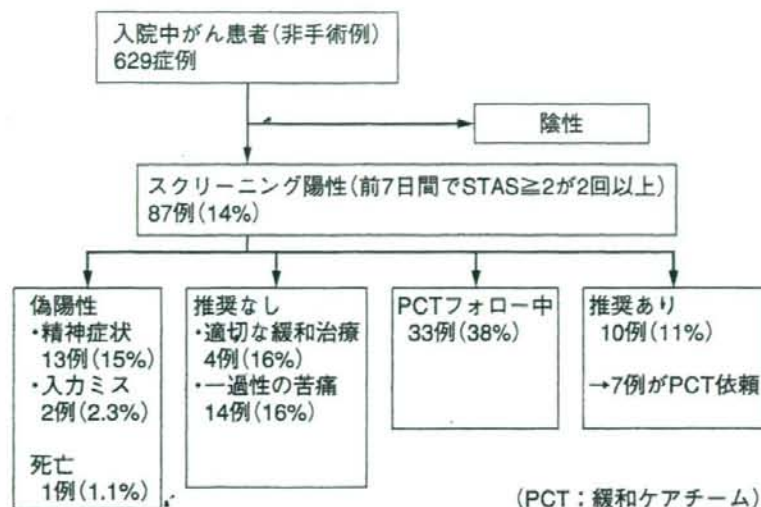 入院中がん患者(非手術例)
629症例
陰性
スクリーニング陽性(前7日間でSTAS≧2が2回以上)
87例(14%)
偽陽性
・精神症状
13例(15%)
・入力ミス
2例(2.3%)
死亡
1例(1.1%)
推奨なし
・適切な緩和治療
4例(16%)
・一過性の苦痛
14例(16%)
PCTフォロー中
33例(38%)
推奨あり
10例(11%)
→7例がPCT依頼
(PCT:緩和ケアチーム)